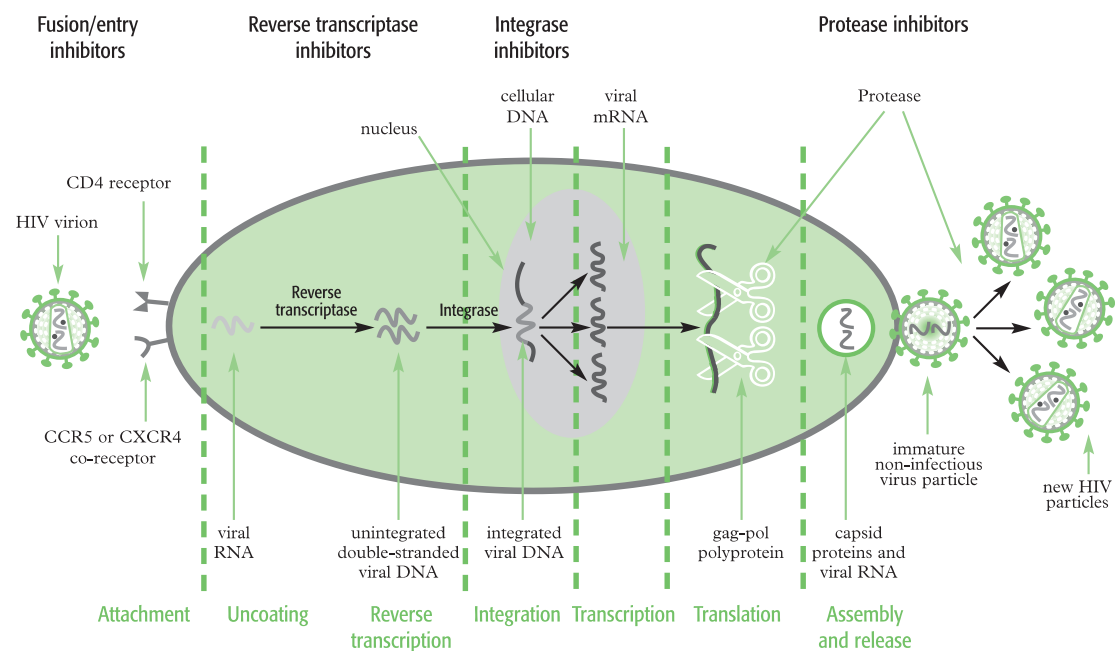 Fusion/entry
inhibitors
Reverse transcriptase
inhibitors
Integrase
inhibitors
Protease inhibitors
cellular
DNA
viral
mRNA
Protease
nucleus
CD4 receptor
HIV virion
Reverse
transcriptase
Integrase
CCR5 or CXCR4
co-receptor
immature
non-infectious
virus particle
new HIV
particles
viral
RNA
unintegrated
double-stranded
viral DNA
integrated
viral DNA
gag-pol
polyprotein
capsid
proteins and
viral RNA
Attachment
Uncoating
Reverse
transcription
Integration
Transcription
Translation
Assembly
and release